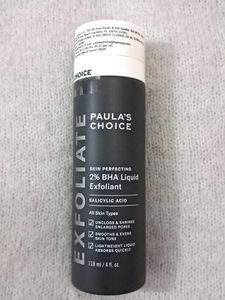 CHOICE
EXFOLIATE
PAULA'S
CHOICE
SKIN PERFECTING
2% BHA Liquid
Exfoliant
SALICYLIC ACID
All Skin Types
UNCLOGS & SHRINKS
ENLARGED PORES
SMOOTHS & EVENS
SKIN TONE
LIGHTWEIGHT LIQUID
ABSORBS QUICKLY
118 ml / 4 fl. oz.